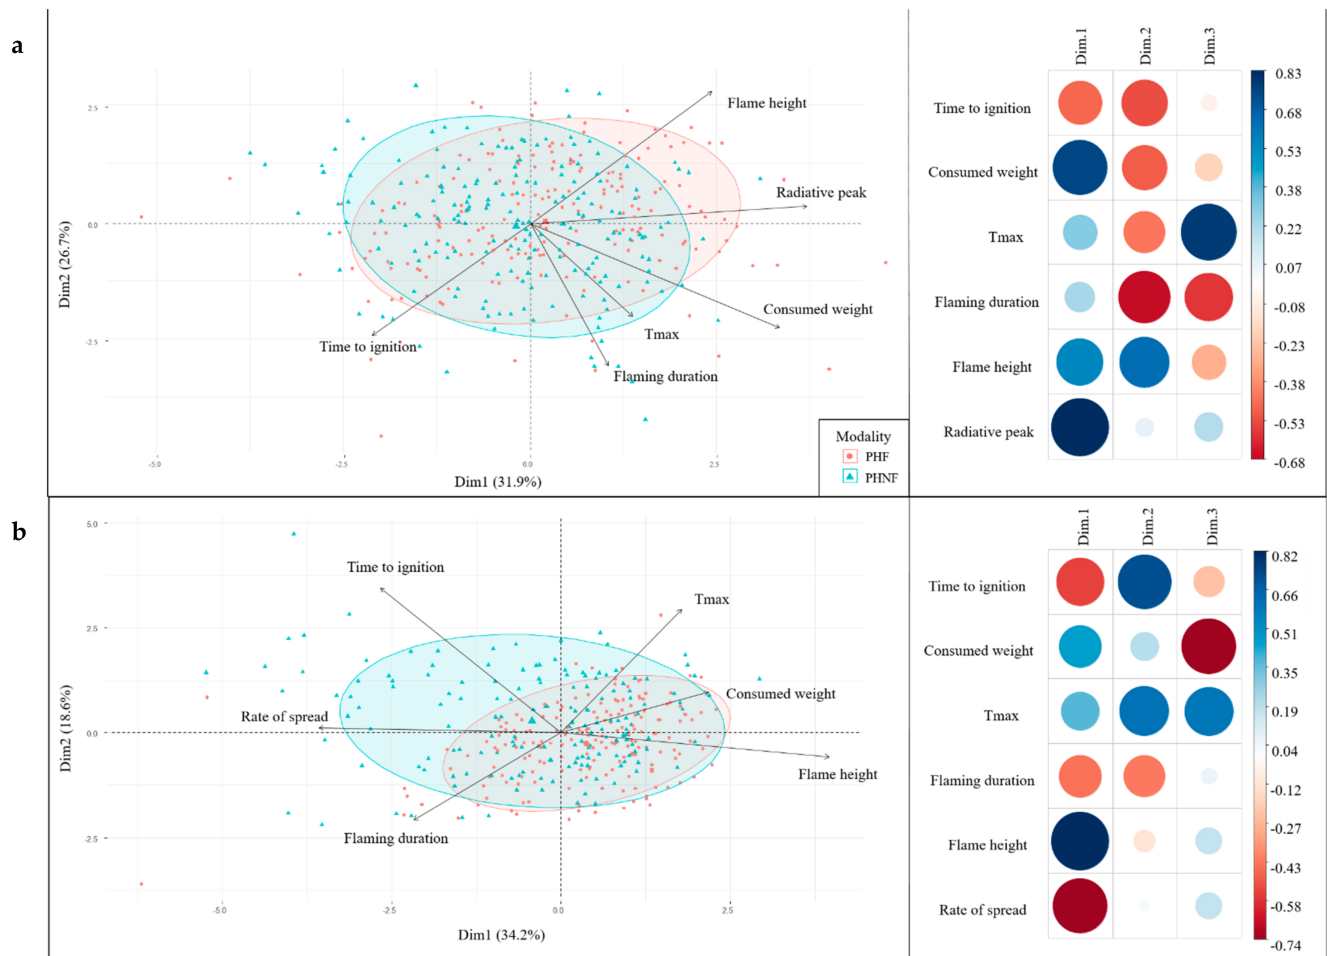 a
Dim2 (26.7%)
2.5
0.0
-2.5
-5.0
-2.5
0.0
2.5
Dim1 (31.9%)
Flame height
Radiative peak
Consumed weight
Tmax
Flaming duration
Time to ignition
Modality
PHF
PHNF
Dim.1
Dim.2
Dim.3
Time to ignition
Consumed weight
Tmax
Flaming duration
Flame height
Radiative peak
0.83
0.68
0.53
0.38
0.22
0.07
-0.08
-0.23
-0.38
-0.53
-0.68
b
Dim2 (18.6%)
5.0
2.5
0.0
-2.5
-5.0
-2.5
0.0
2.5
Dim1 (34.2%)
Time to ignition
Tmax
Consumed weight
Rate of spread
Flame height
Flaming duration
Dim.1
Dim.2
Dim.3
Time to ignition
Consumed weight
Tmax
Flaming duration
Flame height
Rate of spread
0.82
0.66
0.51
0.35
0.19
0.04
-0.12
-0.27
-0.43
-0.58
-0.74